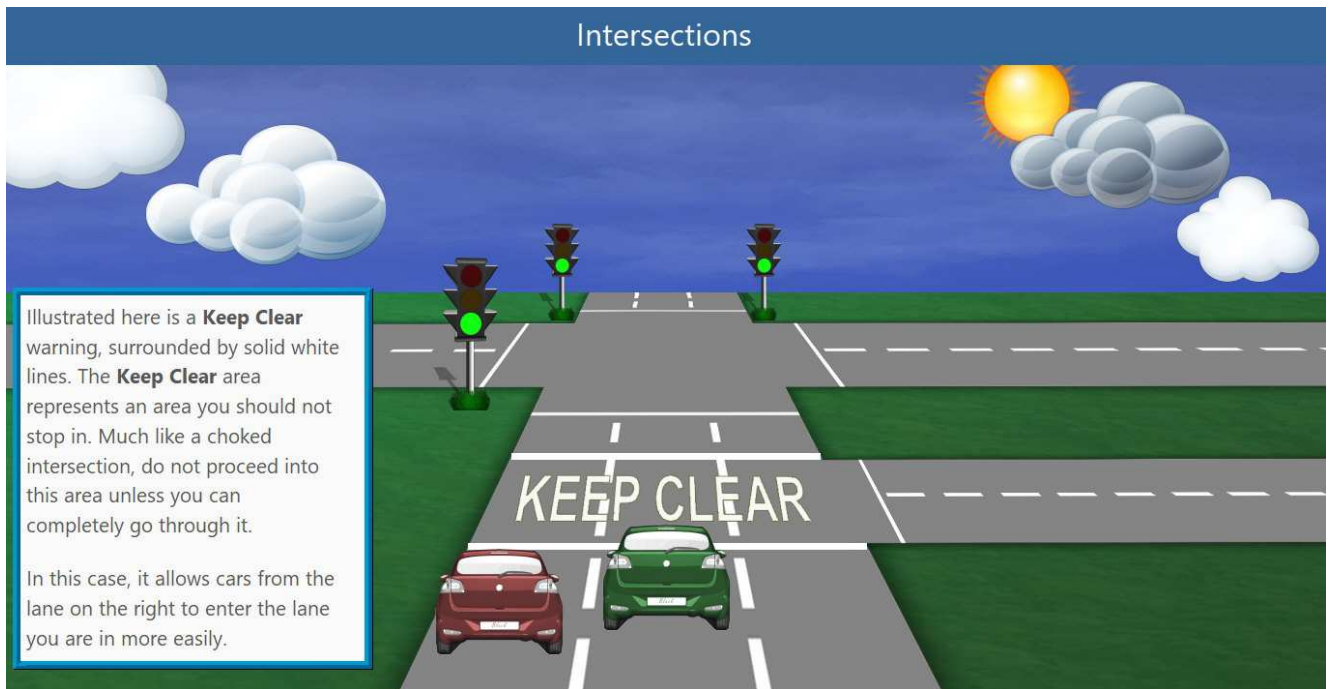 Intersections
Illustrated here is a Keep Clear
warning, surrounded by solid white
lines. The Keep Clear area
represents an area you should not
stop in. Much like a choked
intersection, do not proceed into
this area unless you can
completely go through it.
In this case, it allows cars from the
lane on the right to enter the lane
you are in more easily.
KEEP CLEAR